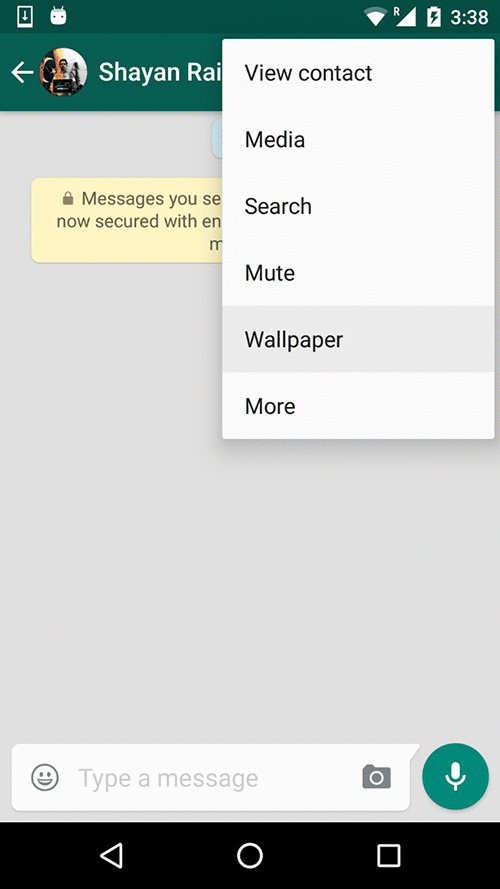 R
3:38
Shayan Rai
View contact
Media
Search
Mute
Wallpaper
More
Messages you se
now secured with en
m
Type a message